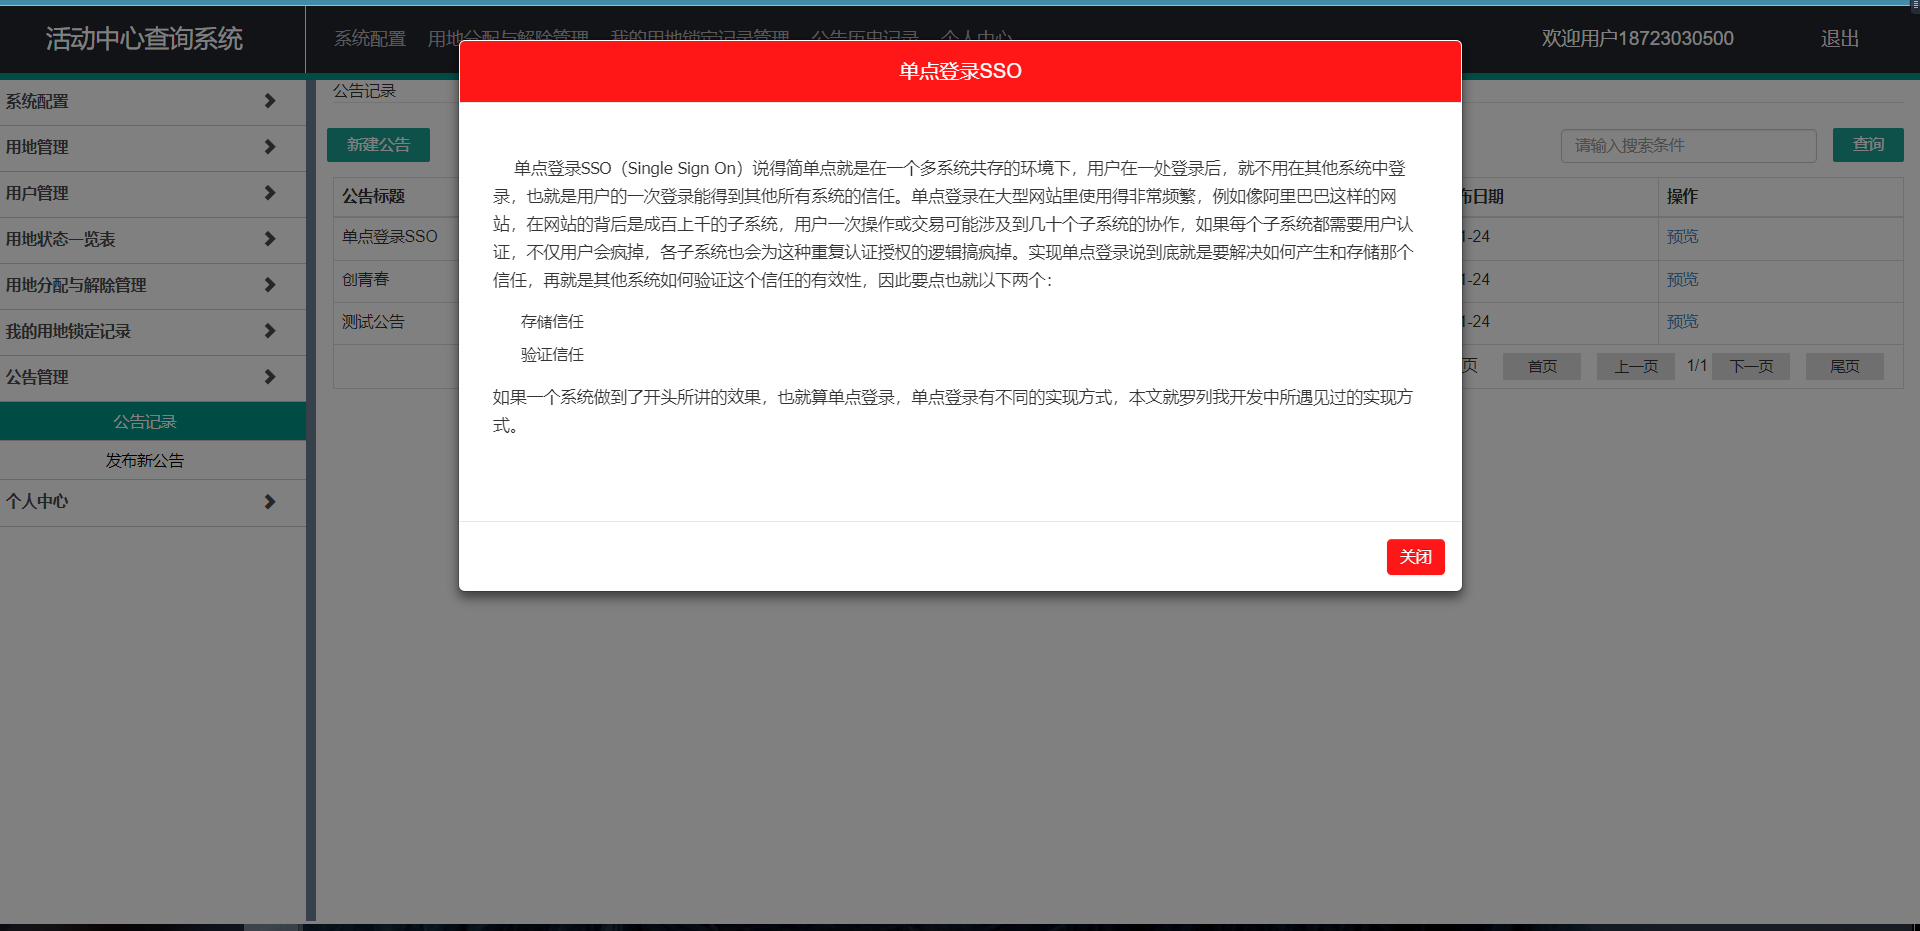 活动中心查询系统
系统配置 用地分配与解除管理 我的用地锁定记录管理 公告历史记录 个人中心
欢迎用户18723030500
退出
系统配置
用地管理
用户管理
用地状态一览表
用地分配与解除管理
我的用地锁定记录
公告管理
公告记录
发布新公告
个人中心
公告记录
新建公告
请输入搜索条件
查询
公告标题
布日期
操作
单点登录SSO
1-24
预览
创青春
1-24
预览
测试公告
1-24
预览
页 首页 上一页 1/1 下一页 尾页
单点登录SSO
单点登录SSO（Single Sign On）说得简单点就是在一个多系统共存的环境下，用户在一处登录后，就不用在其他系统中登
录，也就是用户的一次登录能得到其他所有系统的信任。单点登录在大型网站里使用得非常频繁，例如像阿里巴巴这样的网
站，在网站的背后是成百上千的子系统，用户一次操作或交易可能涉及到几十个子系统的协作，如果每个子系统都需要用户认
证，不仅用户会疯掉，各子系统也会为这种重复认证授权的逻辑搞疯掉。实现单点登录说到底就是要解决如何产生和存储那个
信任，再就是其他系统如何验证这个信任的有效性，因此要点也就以下两个：
存储信任
验证信任
如果一个系统做到了开头所讲的效果，也就算单点登录，单点登录有不同的实现方式，本文就罗列我开发中所遇见过的实现方
式。
关闭